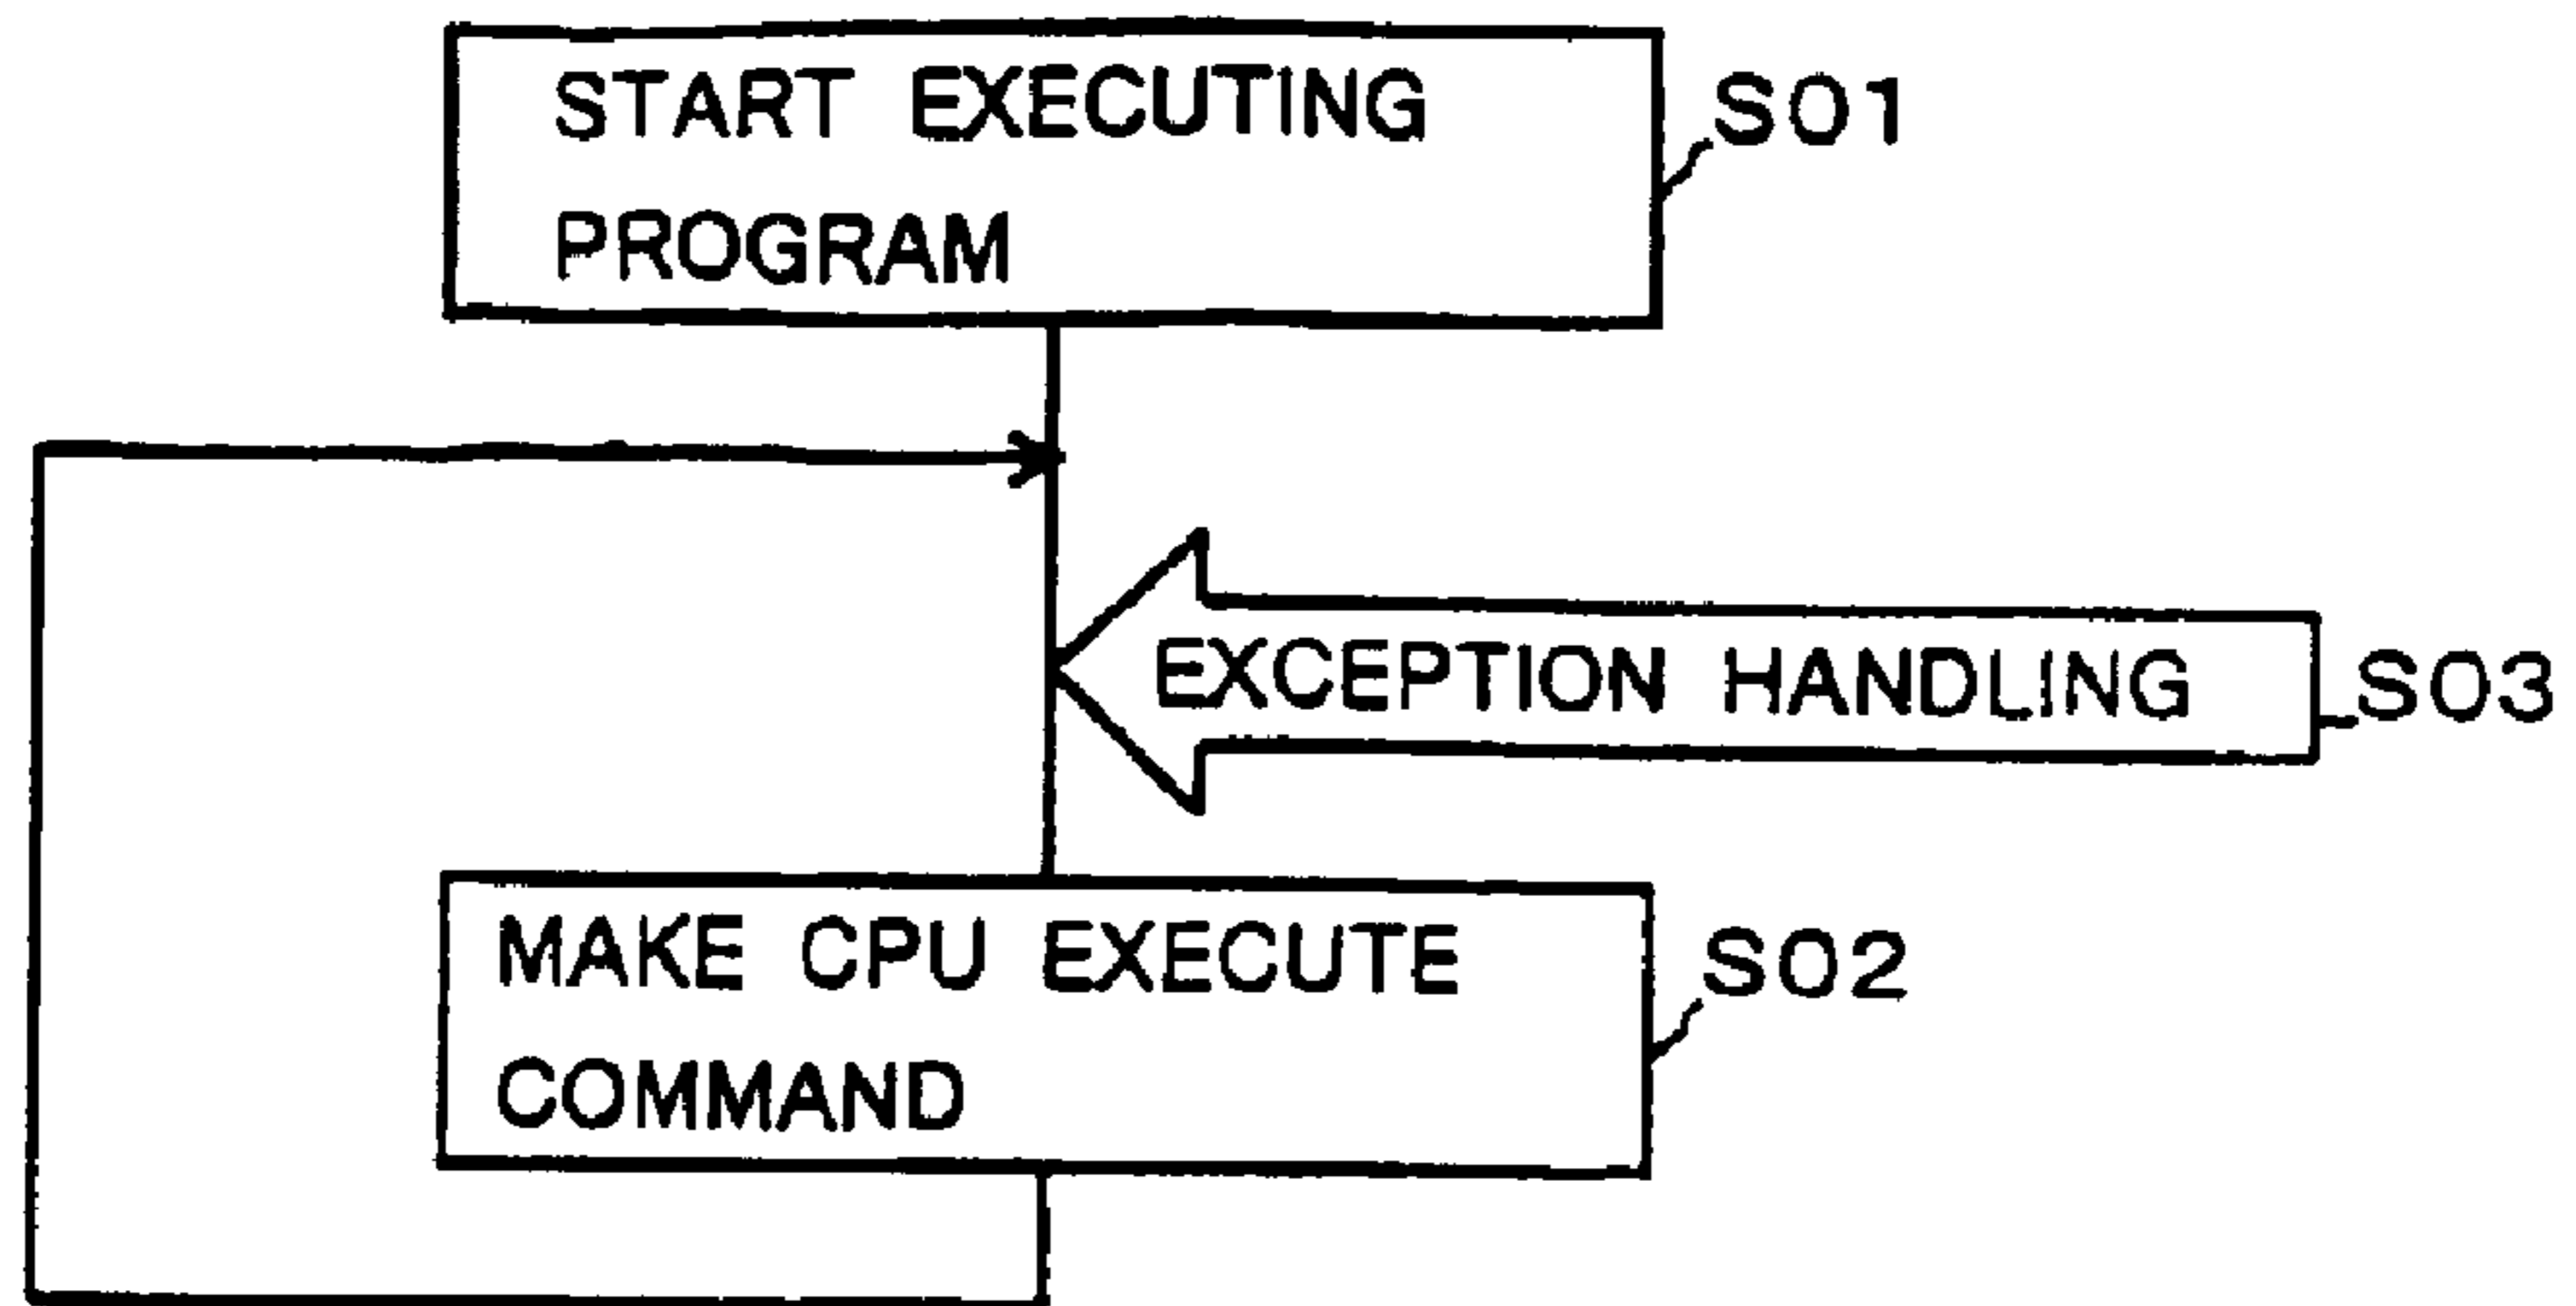 START EXECUTING
PROGRAM
S01
EXCEPTION HANDLING
S03
MAKE CPU EXECUTE
COMMAND
S02